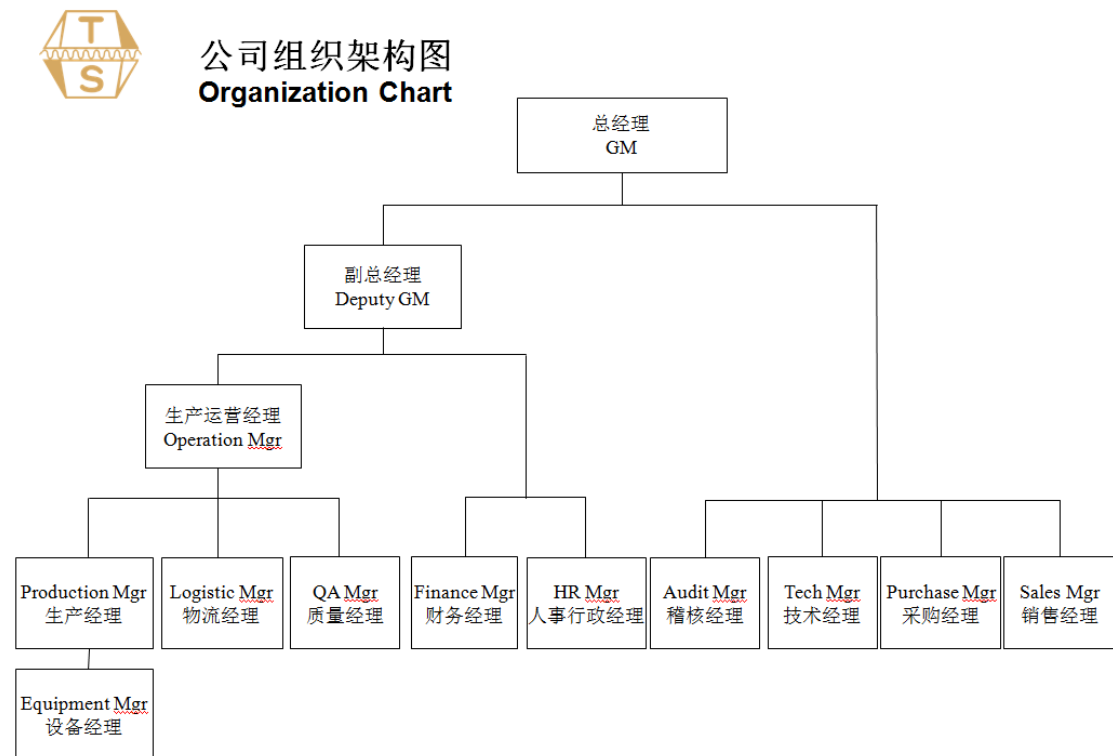 T
S
公司组织架构图
Organization Chart
总经理
GM
副总经理
Deputy GM
生产运营经理
Operation Mgr
Production Mgr
生产经理
Logistic Mgr
物流经理
QA Mgr
质量经理
Finance Mgr
财务经理
HR Mgr
人事行政经理
Audit Mgr
稽核经理
Tech Mgr
技术经理
Purchase Mgr
采购经理
Sales Mgr
销售经理
Equipment Mgr
设备经理